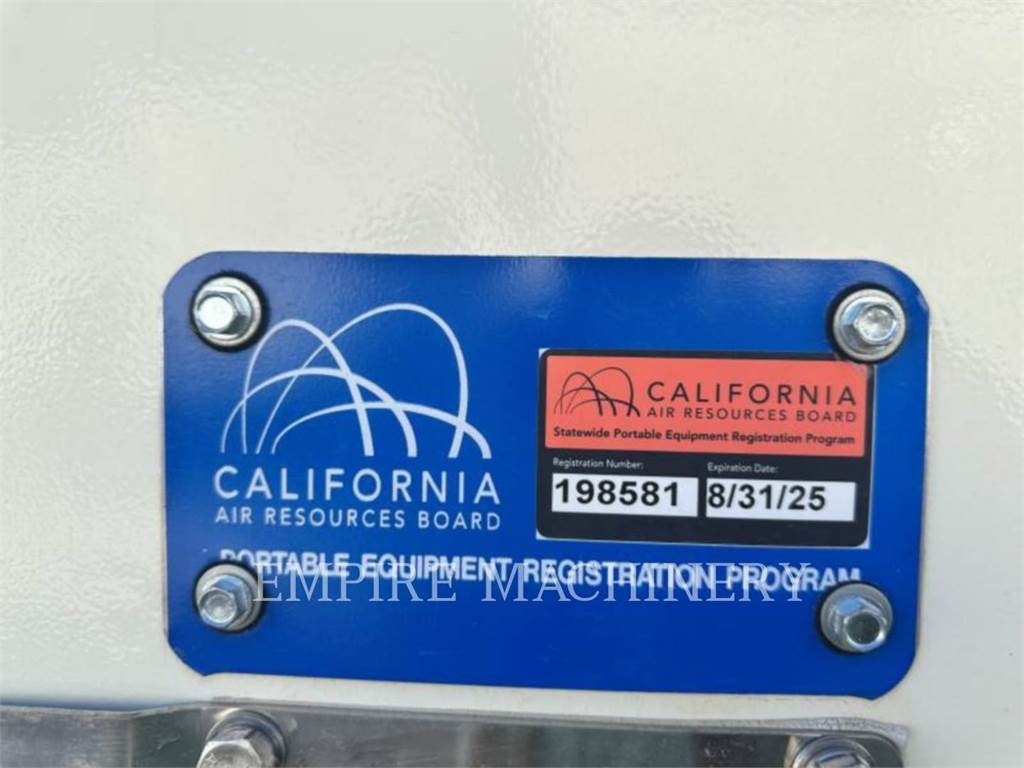 CALIFORNIA
AIR RESOURCES BOARD
CALIFORNIA
AIR RESOURCES BOARD
Statewide Portable Equipment Registration Program
Registration Number:
Expiration Date:
198581
8/31/25
PORTABLE EQUIPMENT REGISTRATION PROGRAM
EMPIRE MACHINERY